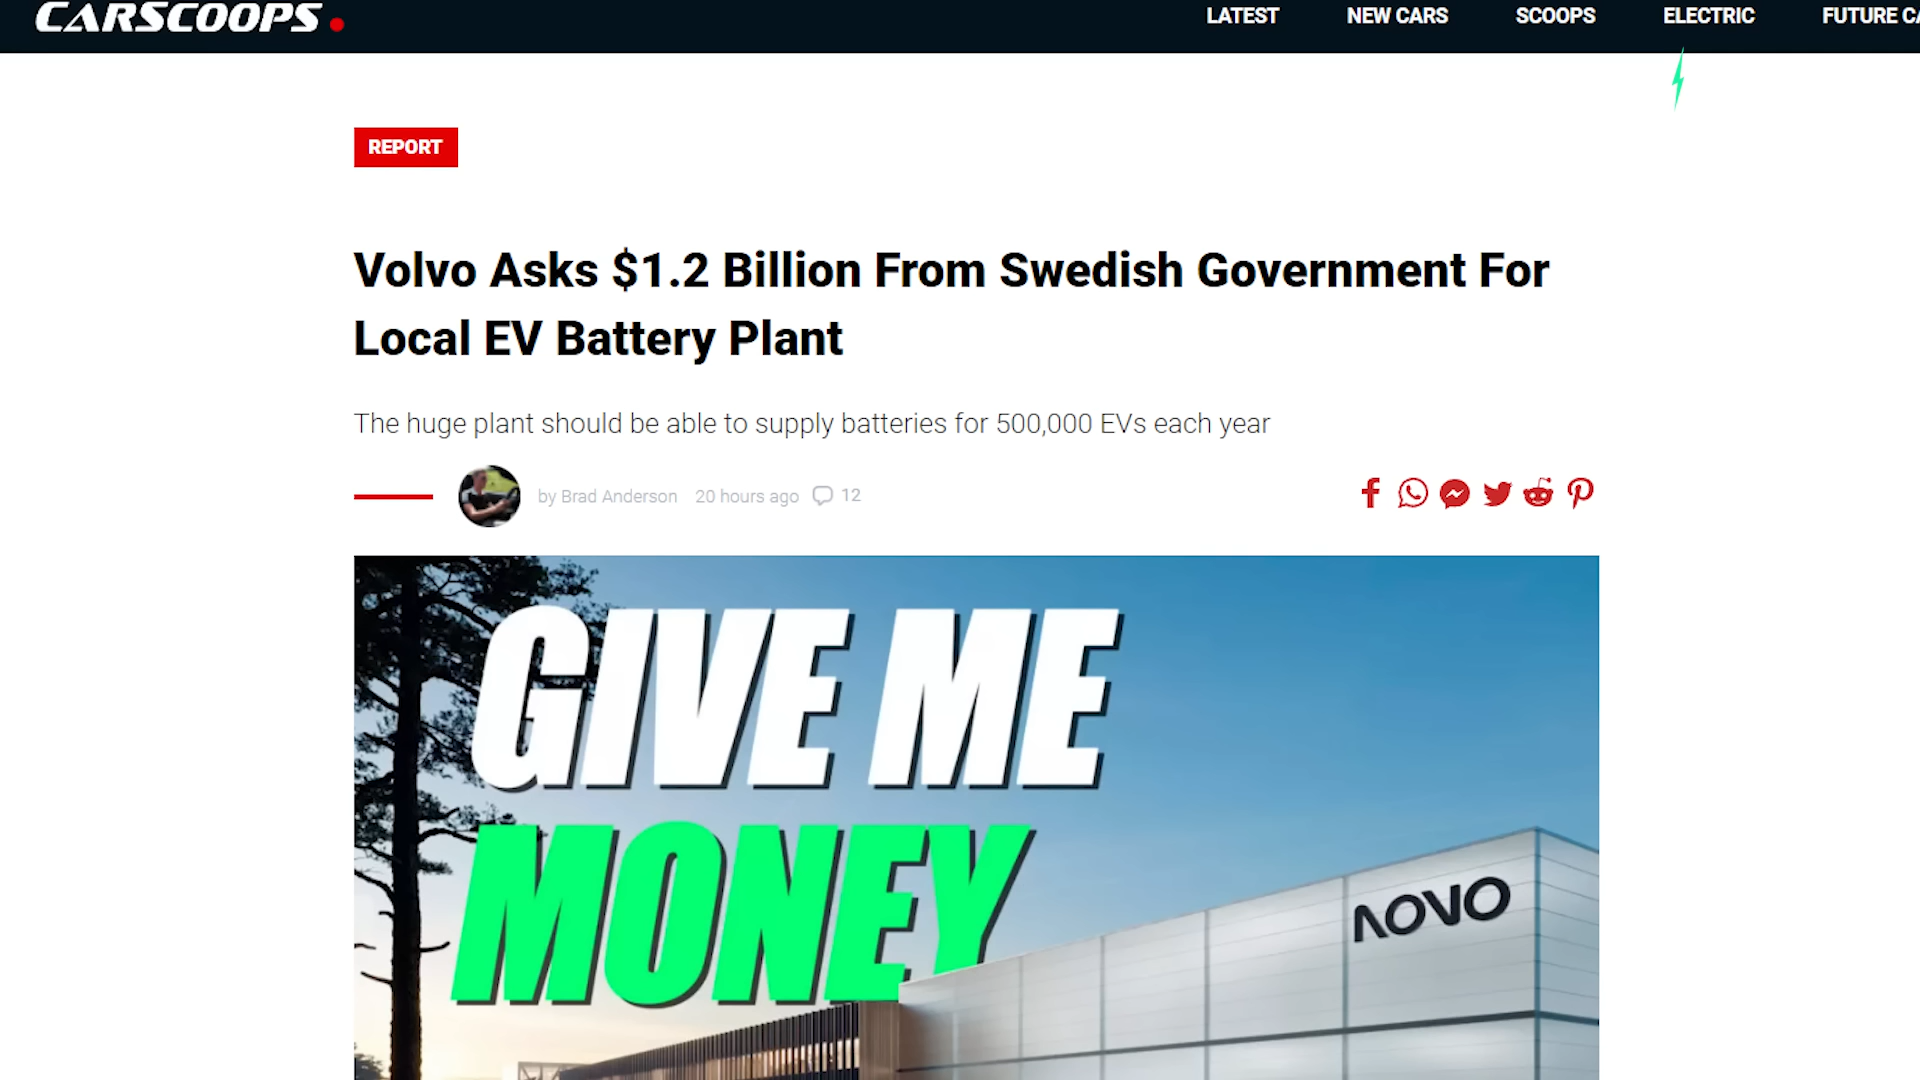 CARSCOOPS.
LATEST NEW CARS SCOOPS ELECTRIC FUTURE
REPORT
Volvo Asks $1.2 Billion From Swedish Government For
Local EV Battery Plant
The huge plant should be able to supply batteries for 500,000 EVs each year
by Brad Anderson 20 hours ago 12
GIVE ME
MONEY
NOVO